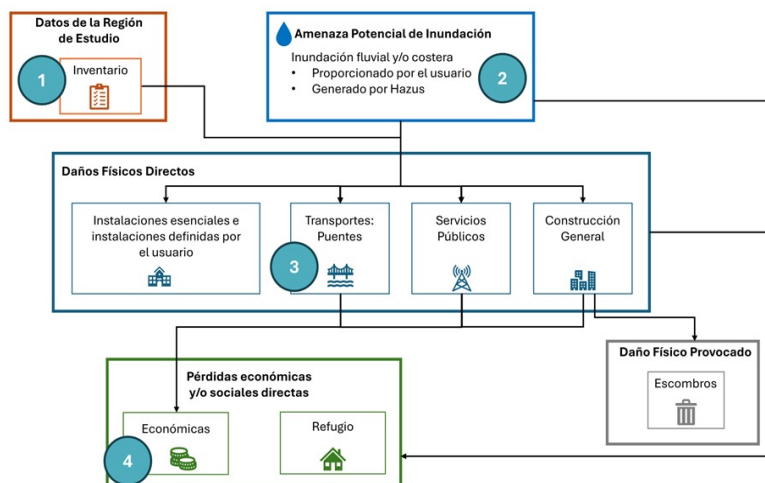 Datos de la Región
de Estudio
1
Inventario
Amenaza Potencial de Inundación
Inundación fluvial y/o costera
• Proporcionado por el usuario
• Generado por Hazus
2
Daños Físicos Directos
Instalaciones esenciales e
instalaciones definidas por
el usuario
Transportes:
Puentes
3
Servicios
Públicos
Construcción
General
Pérdidas económicas
y/o sociales directas
Económicas
4
Refugio
Daño Físico Provocado
Escombros